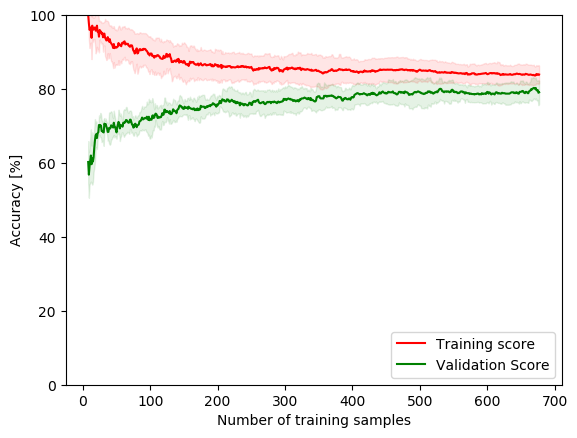 100
80
60
40
20
0
Accuracy [%]
0 100 200 300 400 500 600 700
Number of training samples
Training score
Validation Score